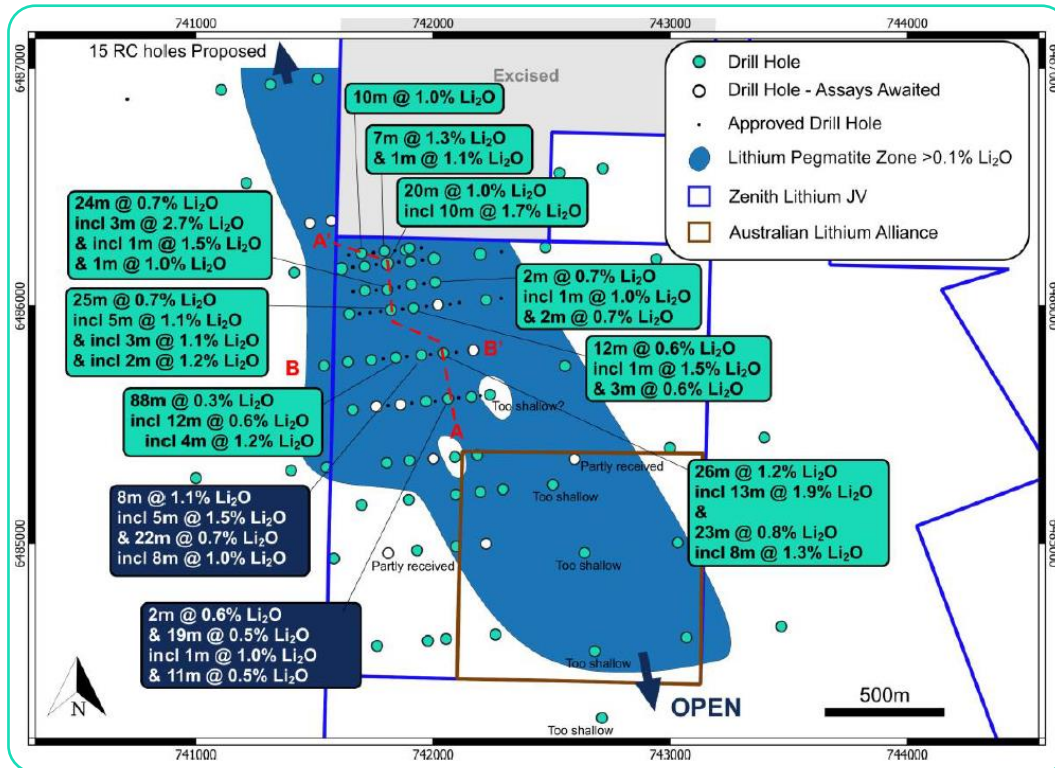 741000
742000
743000
744000
6487000
6487000
15 RC holes Proposed
Excised
Drill Hole
Drill Hole - Assays Awaited
Approved Drill Hole
Lithium Pegmatite Zone >0.1% Li₂O
Zenith Lithium JV
Australian Lithium Alliance
10m @ 1.0% Li₂O
7m @ 1.3% Li₂O
& 1m @ 1.1% Li₂O
20m @ 1.0% Li₂O
incl 10m @ 1.7% Li₂O
24m @ 0.7% Li₂O
incl 3m @ 2.7% Li₂O
& incl 1m @ 1.5% Li₂O
& 1m @ 1.0% Li₂O
A'
2m @ 0.7% Li₂O
incl 1m @ 1.0% Li₂O
& 2m @ 0.7% Li₂O
6486000
6486000
25m @ 0.7% Li₂O
incl 5m @ 1.1% Li₂O
& incl 3m @ 1.1% Li₂O
& incl 2m @ 1.2% Li₂O
12m @ 0.6% Li₂O
incl 1m @ 1.5% Li₂O
& 3m @ 0.6% Li₂O
B
B'
88m @ 0.3% Li₂O
incl 12m @ 0.6% Li₂O
incl 4m @ 1.2% Li₂O
Too shallow?
A
Partly received
26m @ 1.2% Li₂O
incl 13m @ 1.9% Li₂O
&
23m @ 0.8% Li₂O
incl 8m @ 1.3% Li₂O
Too shallow
8m @ 1.1% Li₂O
incl 5m @ 1.5% Li₂O
& 22m @ 0.7% Li₂O
incl 8m @ 1.0% Li₂O
6485000
6485000
Partly received
Too shallow
2m @ 0.6% Li₂O
& 19m @ 0.5% Li₂O
incl 1m @ 1.0% Li₂O
& 11m @ 0.5% Li₂O
Too shallow
OPEN
500m
N
Too shallow
741000
742000
743000
744000